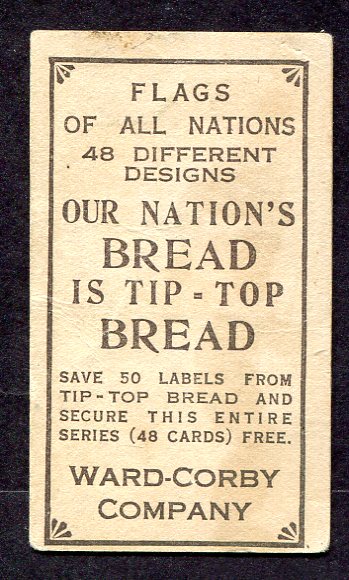 FLAGS
OF ALL NATIONS
48 DIFFERENT
DESIGNS
OUR NATION'S
BREAD
IS TIP-TOP
BREAD
SAVE 50 LABELS FROM
TIP-TOP BREAD AND
SECURE THIS ENTIRE
SERIES (48 CARDS) FREE.
WARD-CORBY
COMPANY